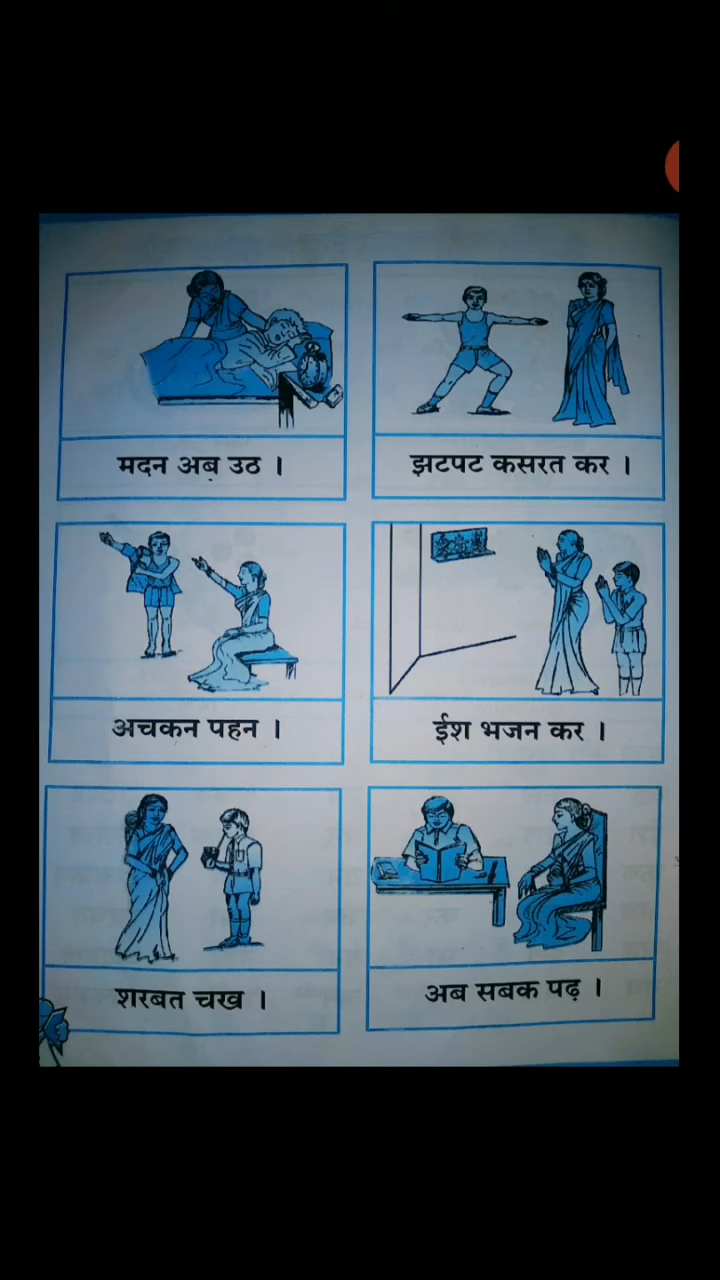 मदन अब उठ ।
झटपट कसरत कर ।
अचकन पहन ।
ईश भजन कर ।
शरबत चख ।
अब सबक पढ़ ।